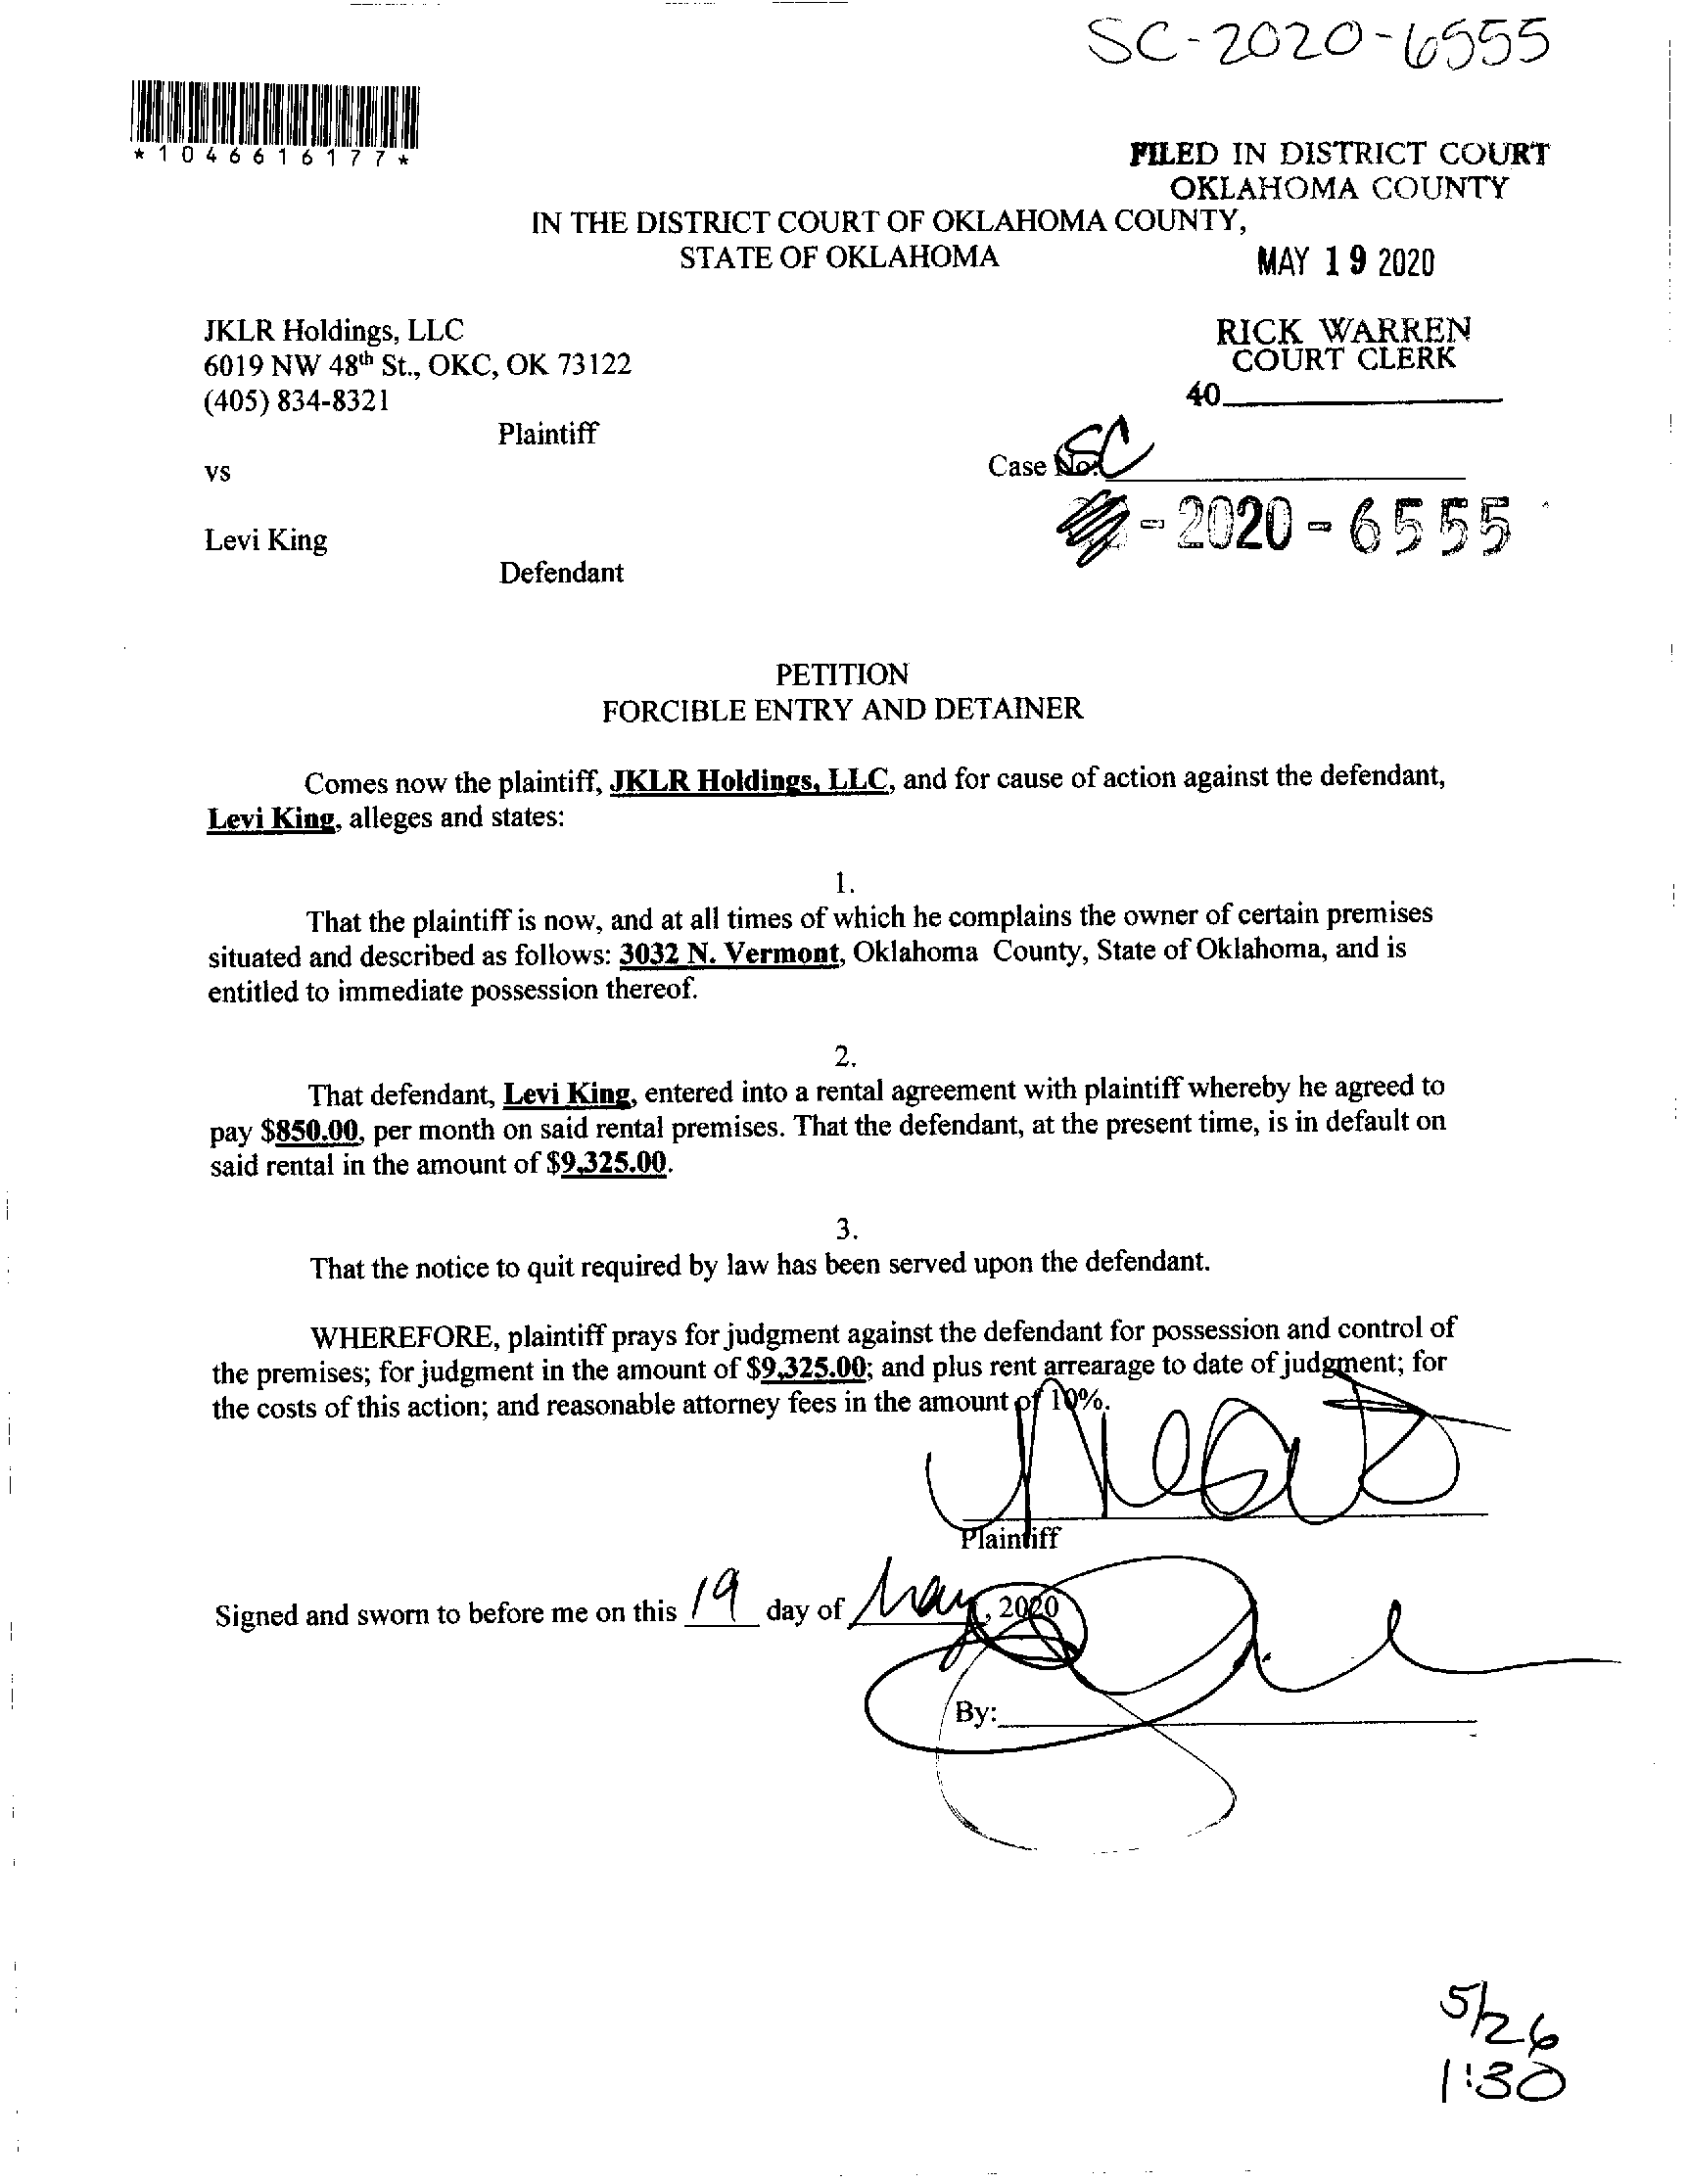 SC-2020-6555
*1046616177*
FILED IN DISTRICT COURT
OKLAHOMA COUNTY
IN THE DISTRICT COURT OF OKLAHOMA COUNTY,
STATE OF OKLAHOMA
MAY 19 2020
JKLR Holdings, LLC
RICK WARREN
6019 NW 48th St., OKC, OK 73122
COURT CLERK
(405) 834-8321
40
Plaintiff
vs
Case No. SC
-2020-6555
Levi King
Defendant
PETITION
FORCIBLE ENTRY AND DETAINER
Comes now the plaintiff, JKLR Holdings, LLC, and for cause of action against the defendant,
Levi King, alleges and states:
1.
That the plaintiff is now, and at all times of which he complains the owner of certain premises
situated and described as follows: 3032 N. Vermont, Oklahoma County, State of Oklahoma, and is
entitled to immediate possession thereof.
2.
That defendant, Levi King, entered into a rental agreement with plaintiff whereby he agreed to
pay $850.00, per month on said rental premises. That the defendant, at the present time, is in default on
said rental in the amount of $9,325.00.
3.
That the notice to quit required by law has been served upon the defendant.
WHEREFORE, plaintiff prays for judgment against the defendant for possession and control of
the premises; for judgment in the amount of $9,325.00; and plus rent arrearage to date of judgment; for
the costs of this action; and reasonable attorney fees in the amount of 10%.
Plaintiff
Signed and sworn to before me on this 19 day of May, 2020
By:
5/26
1:30